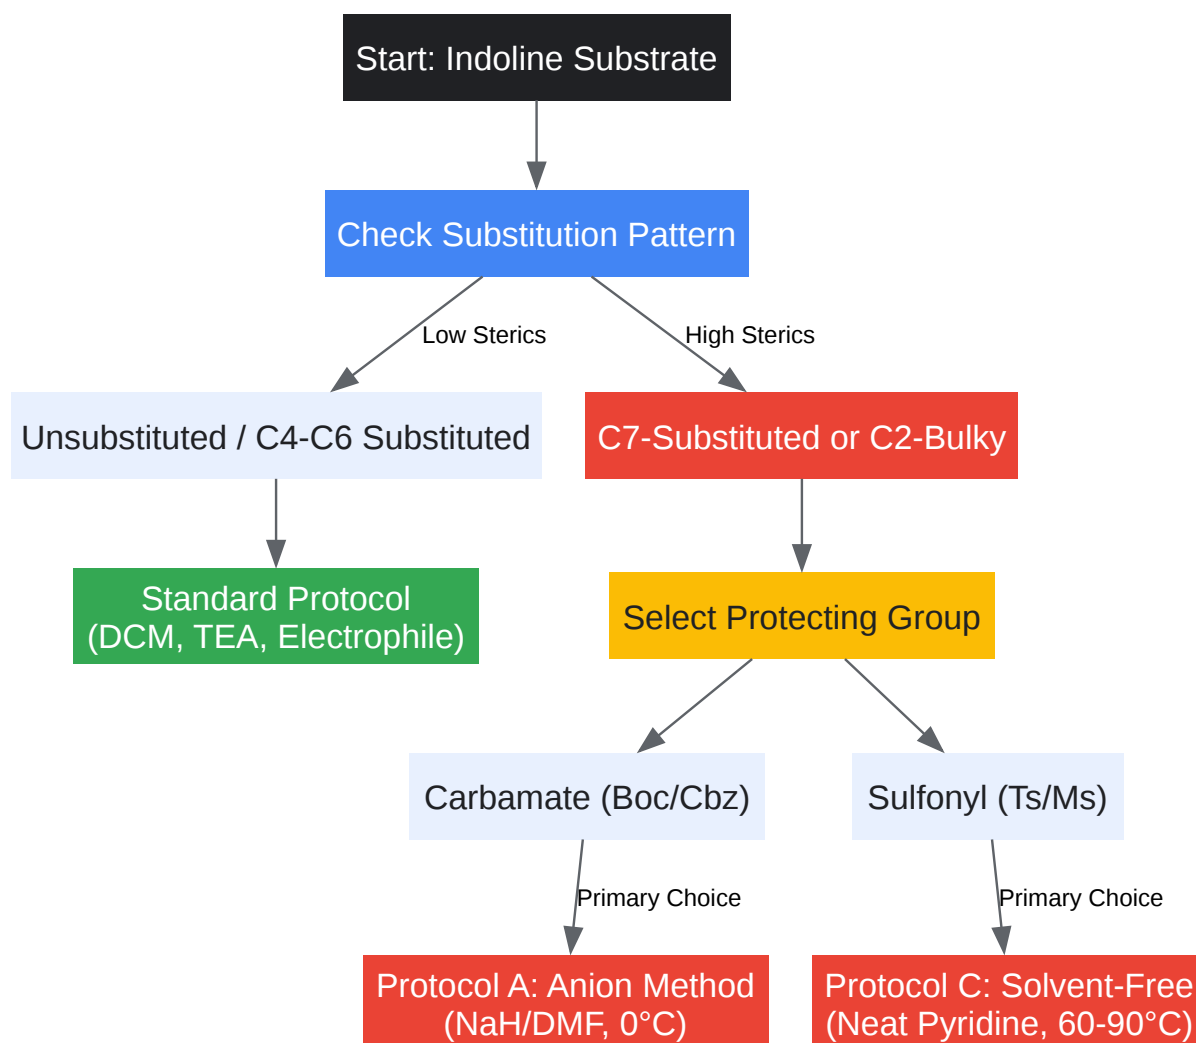 Start: Indoline Substrate
Check Substitution Pattern
Low Sterics
High Sterics
Unsubstituted / C4-C6 Substituted
C7-Substituted or C2-Bulky
Standard Protocol
(DCM, TEA, Electrophile)
Select Protecting Group
Carbamate (Boc/Cbz)
Sulfonyl (Ts/Ms)
Primary Choice
Primary Choice
Protocol A: Anion Method
(NaH/DMF, 0°C)
Protocol C: Solvent-Free
(Neat Pyridine, 60-90°C)